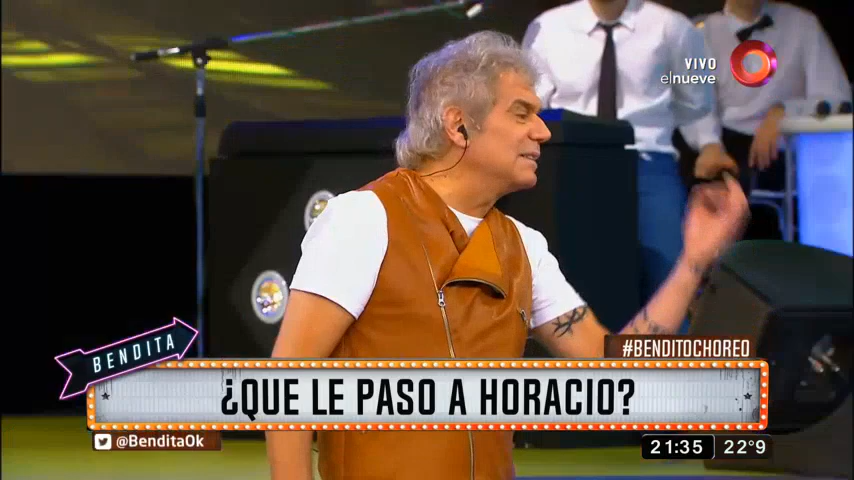 VIVO
elnueve
#BENDITOCHOREO
BENDITA
¿QUE LE PASO A HORACIO?
@BenditaOk
21:35 22°9